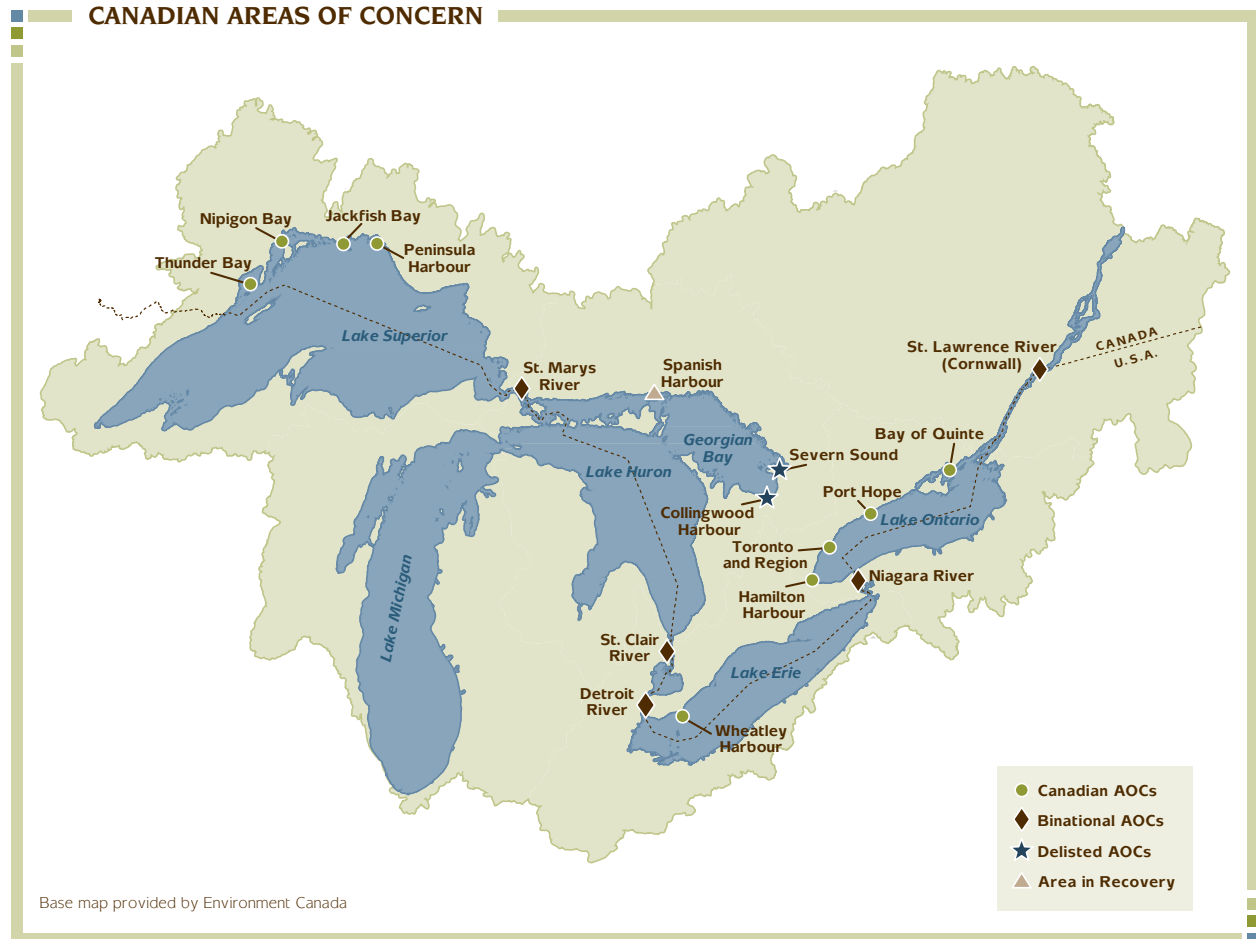 CANADIAN AREAS OF CONCERN
Nipigon Bay
Jackfish Bay
Peninsula
Harbour
Thunder Bay
Lake Superior
St. Marys
River
Spanish
Harbour
CANADA
U.S.A.
St. Lawrence River
(Cornwall)
Georgian
Bay
Severn Sound
Bay of Quinte
Lake Huron
Collingwood
Harbour
Port Hope
Lake Ontario
Toronto
and Region
Niagara River
Hamilton
Harbour
Lake Michigan
St. Clair
River
Lake Erie
Detroit
River
Wheatley
Harbour
Canadian AOCs
Binational AOCs
Delisted AOCs
Area in Recovery
Base map provided by Environment Canada